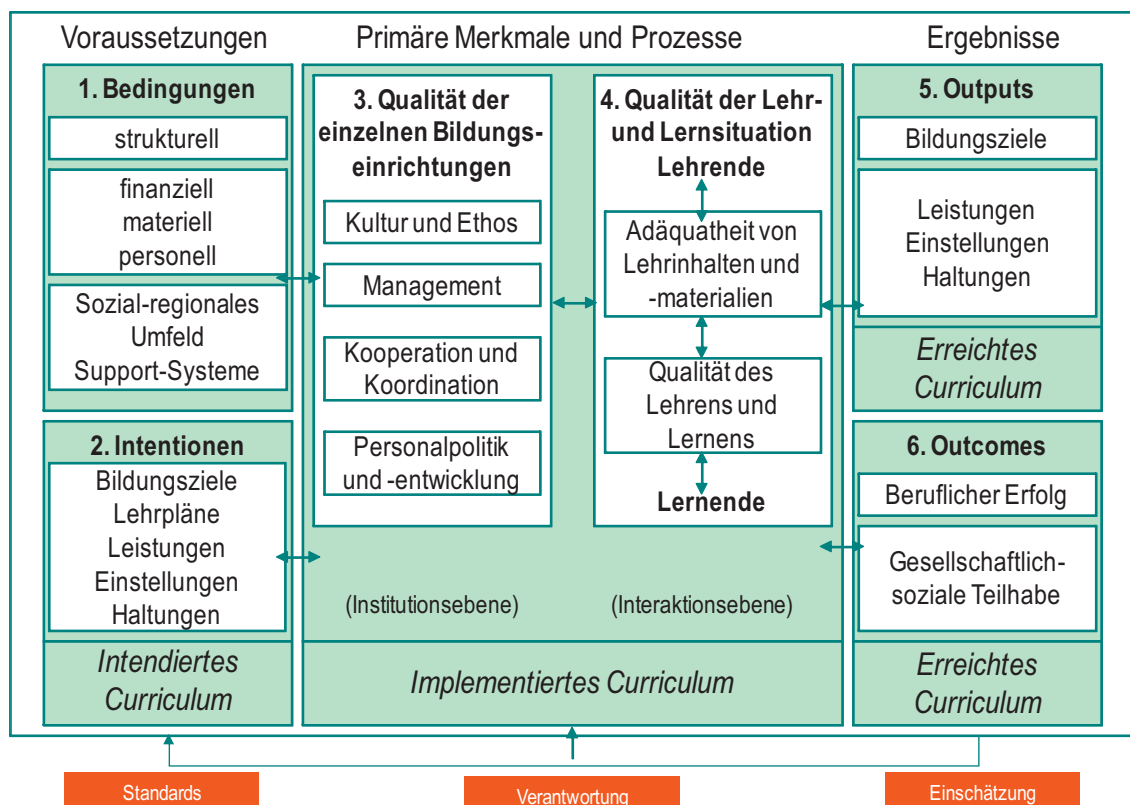 Voraussetzungen
Primäre Merkmale und Prozesse
Ergebnisse
1. Bedingungen
strukturell
finanziell
materiell
personell
Sozial-regionales
Umfeld
Support-Systeme
2. Intentionen
Bildungsziele
Lehrpläne
Leistungen
Einstellungen
Haltungen
Intendiertes
Curriculum
3. Qualität der
einzelnen Bildungs-
einrichtungen
Kultur und Ethos
Management
Kooperation und
Koordination
Personalpolitik
und -entwicklung
(Institutionsebene)
4. Qualität der Lehr-
und Lernsituation
Lehrende
Adäquatheit von
Lehrinhalten und
-materialien
Qualität des
Lehrens und
Lernens
Lernende
(Interaktionsebene)
Implementiertes Curriculum
5. Outputs
Bildungsziele
Leistungen
Einstellungen
Haltungen
Erreichtes
Curriculum
6. Outcomes
Beruflicher Erfolg
Gesellschaftlich-
soziale Teilhabe
Erreichtes
Curriculum
Standards
Verantwortung
Einschätzung